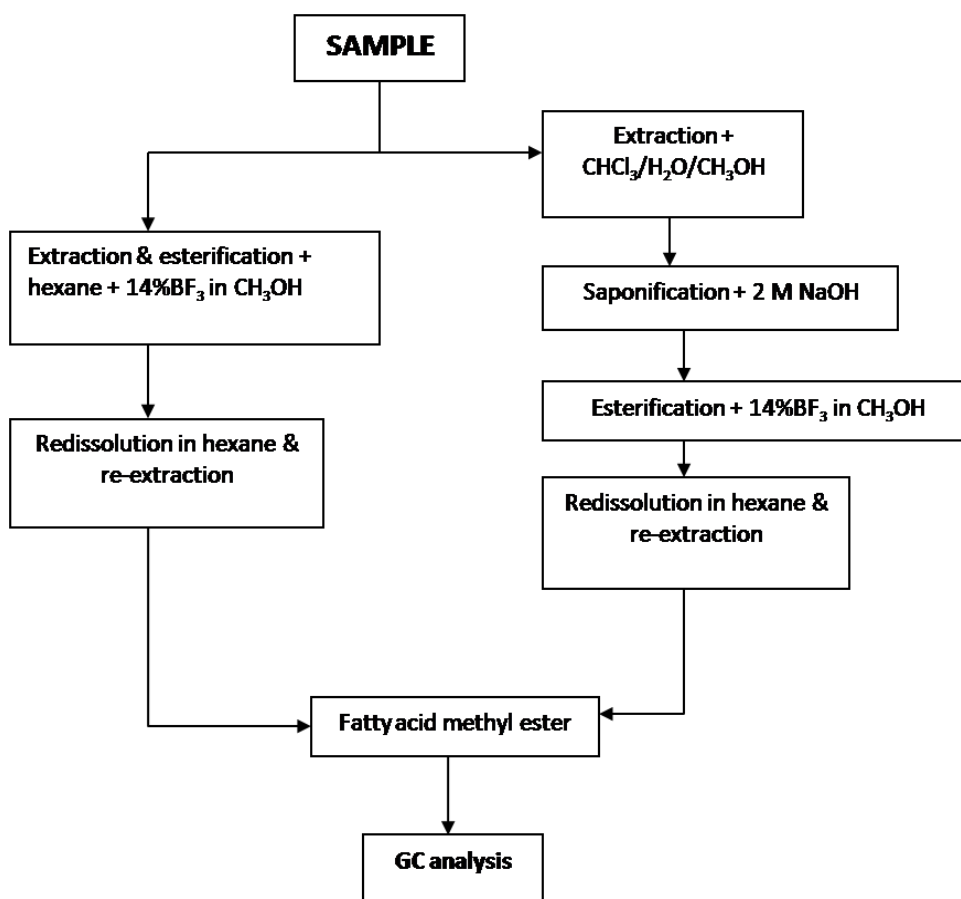 SAMPLE
Extraction +
CHCl₃/H₂O/CH₃OH
Extraction & esterification +
hexane + 14%BF₃ in CH₃OH
Saponification + 2 M NaOH
Esterification + 14%BF₃ in CH₃OH
Redissolution in hexane &
re-extraction
Redissolution in hexane &
re-extraction
Fatty acid methyl ester
GC analysis